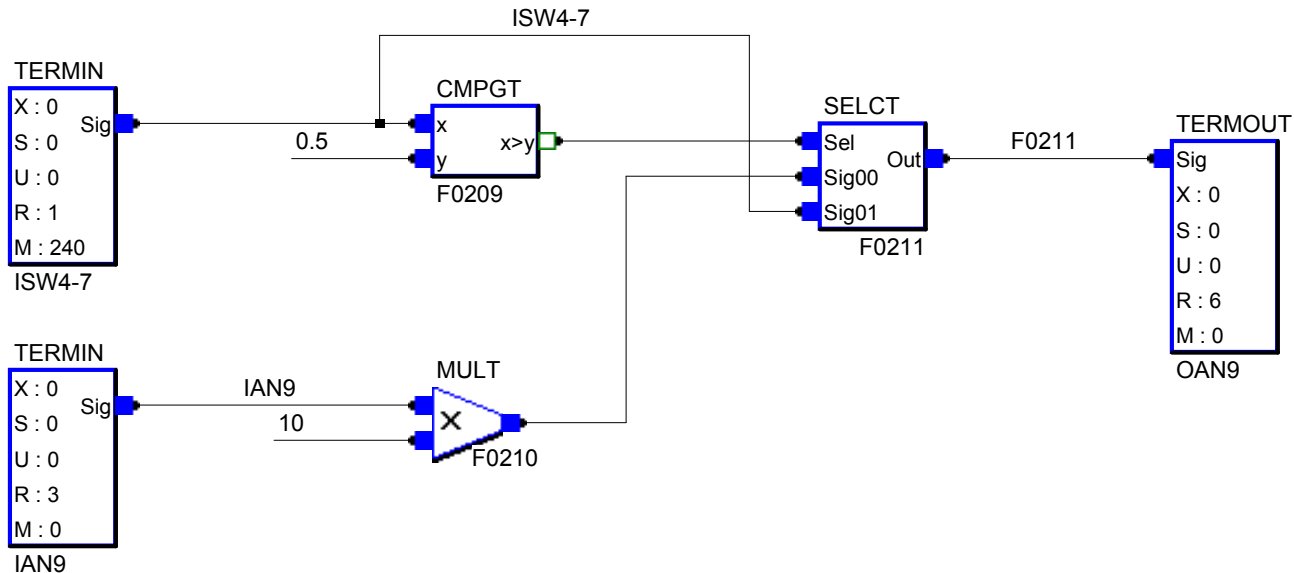 ISW4-7
TERMIN
X : 0
Sig
S : 0
U : 0
R : 1
M : 240
ISW4-7
0.5
CMPGT
x
x>y
y
F0209
SELCT
Sel
Out
Sig00
Sig01
F0211
F0211
TERMOUT
Sig
X : 0
S : 0
U : 0
R : 6
M : 0
OAN9
TERMIN
X : 0
Sig
S : 0
U : 0
R : 3
M : 0
IAN9
IAN9
10
MULT
X
F0210